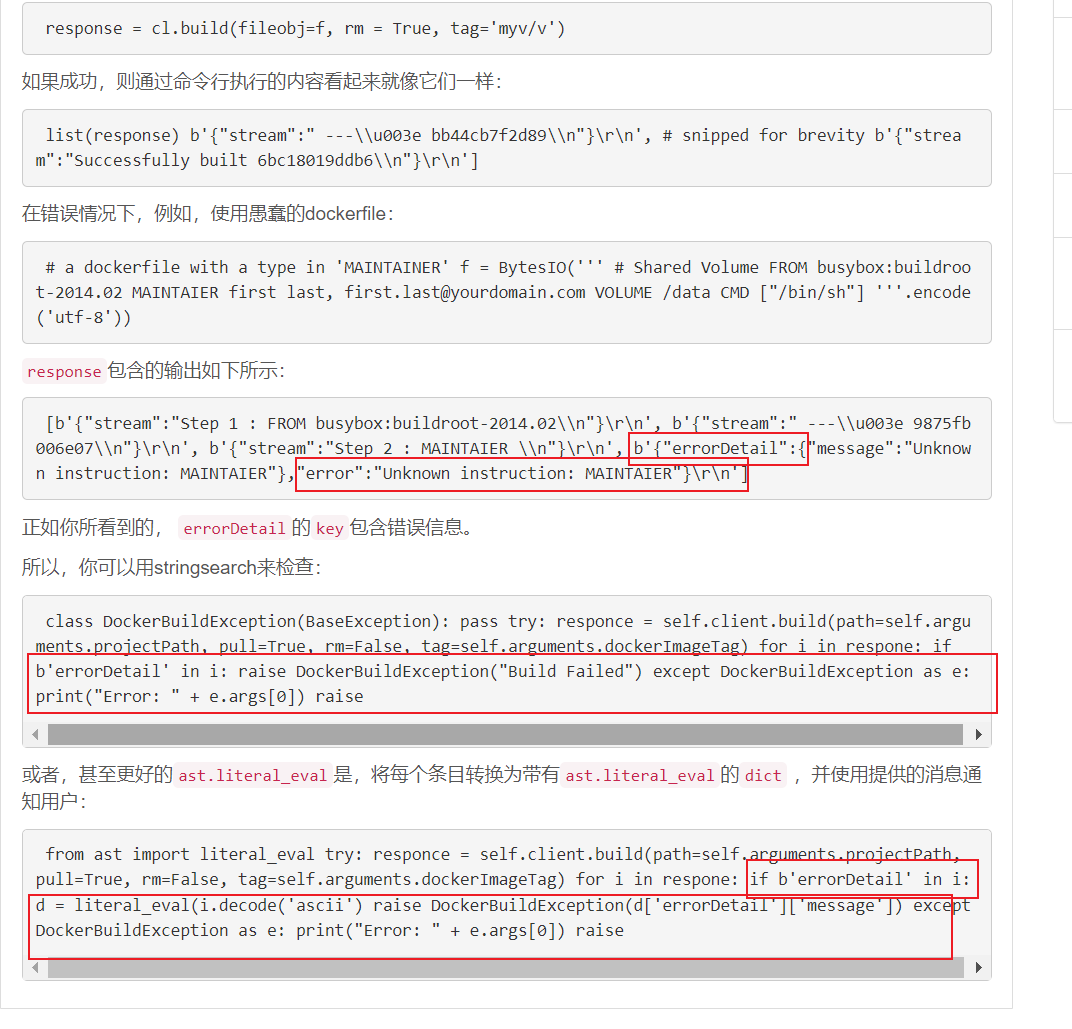 response = cl.build(fileobj=f, rm = True, tag='myv/v')
如果成功，则通过命令行执行的内容看起来就像它们一样：
list(response) b'{"stream":" ---\\u003e bb44cb7f2d89\\n"}\r\n', # snipped for brevity b'{"strea
m":"Successfully built 6bc18019ddb6\\n"}\r\n']
在错误情况下，例如，使用愚蠢的dockerfile：
# a dockerfile with a type in 'MAINTAINER' f = BytesIO(''' # Shared Volume FROM busybox:buildroo
t-2014.02 MAINTAIER first last, first.last@yourdomain.com VOLUME /data CMD ["/bin/sh"] '''.encode
('utf-8'))
response包含的输出如下所示：
[b'{"stream":"Step 1 : FROM busybox:buildroot-2014.02\\n"}\r\n', b'{"stream":" ---\\u003e 9875fb
006e07\\n"}\r\n', b'{"stream":"Step 2 : MAINTAIER \\n"}\r\n', b'{"errorDetail":{"message":"Unknow
n instruction: MAINTAIER"},"error":"Unknown instruction: MAINTAIER"}\r\n']
正如你所看到的， errorDetail的key包含错误信息。
所以，你可以用stringsearch来检查：
class DockerBuildException(BaseException): pass try: responce = self.client.build(path=self.argu
ments.projectPath, pull=True, rm=False, tag=self.arguments.dockerImageTag) for i in respone: if
b'errorDetail' in i: raise DockerBuildException("Build Failed") except DockerBuildException as e:
print("Error: " + e.args[0]) raise
或者，甚至更好的ast.literal_eval是，将每个条目转换为带有ast.literal_eval的dict ，并使用提供的消息通
知用户：
from ast import literal_eval try: responce = self.client.build(path=self.arguments.projectPath,
pull=True, rm=False, tag=self.arguments.dockerImageTag) for i in respone: if b'errorDetail' in i:
d = literal_eval(i.decode('ascii') raise DockerBuildException(d['errorDetail']['message']) except
DockerBuildException as e: print("Error: " + e.args[0]) raise